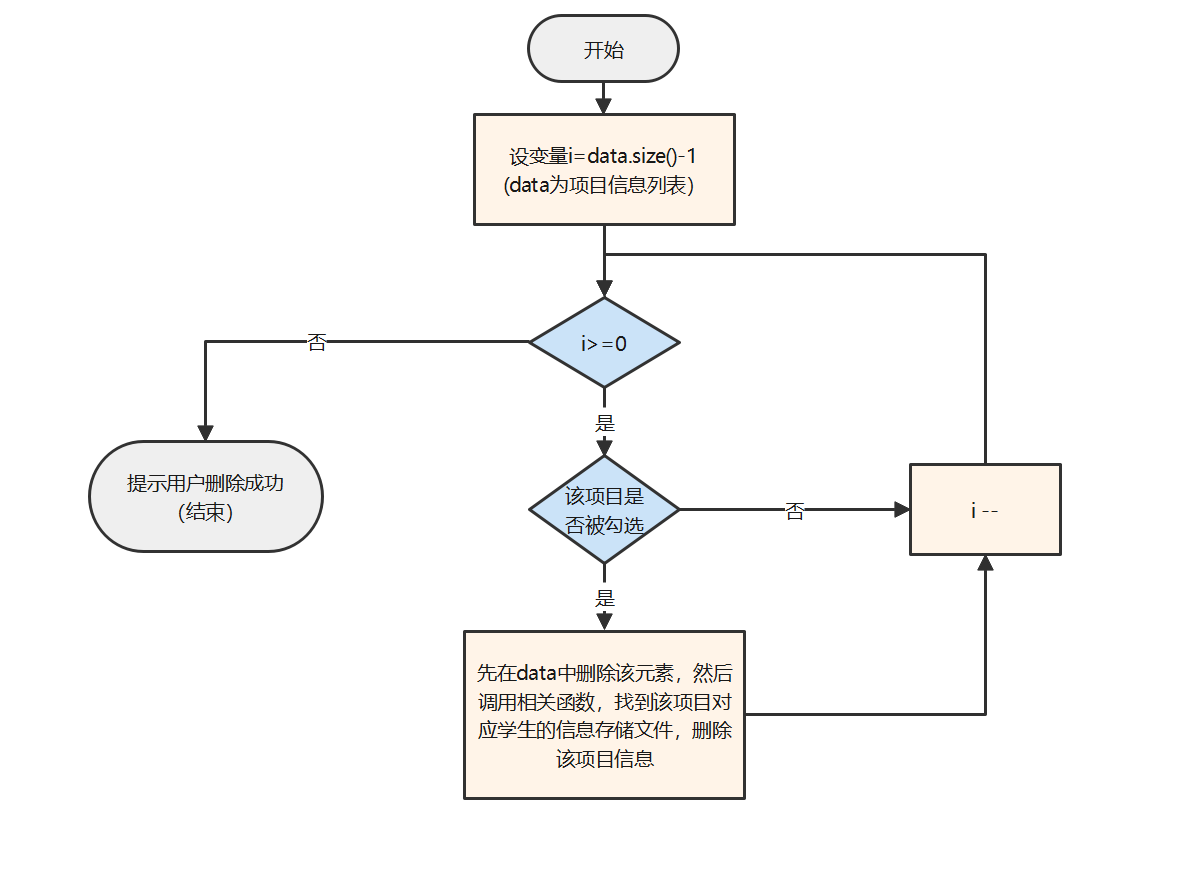 开始
设变量i=data.size()-1
(data为项目信息列表）
i>=0
否
是
提示用户删除成功
（结束）
该项目是
否被勾选
否
i --
是
先在data中删除该元素，然后
调用相关函数，找到该项目对
应学生的信息存储文件，删除
该项目信息